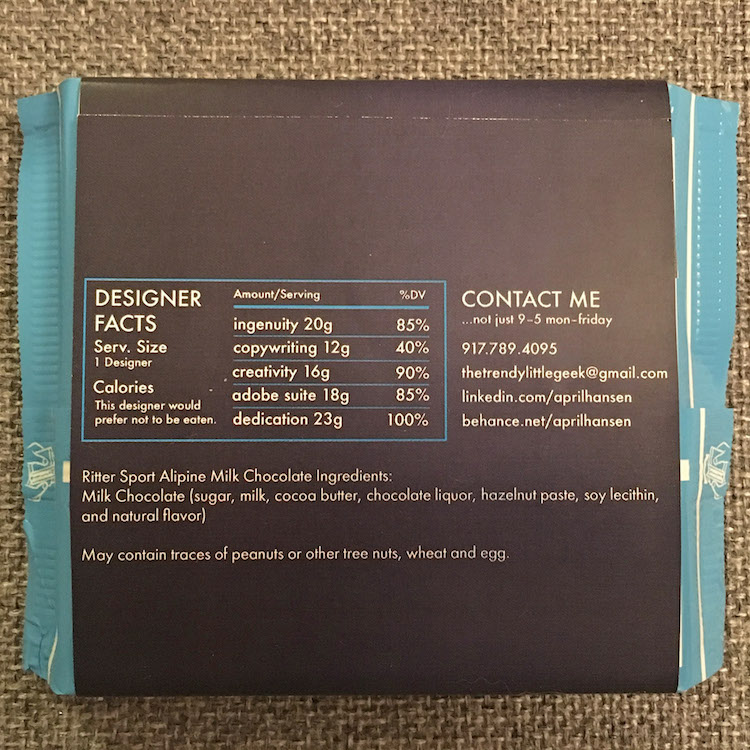 DESIGNER
FACTS
Serv. Size
1 Designer
Calories
This designer would
prefer not to be eaten.
Amount/Serving %DV
ingenuity 20g 85%
copywriting 12g 40%
creativity 16g 90%
adobe suite 18g 85%
dedication 23g 100%
CONTACT ME
...not just 9-5 mon-friday
917.789.4095
thetrendylittlegeek@gmail.com
linkedin.com/aprilhansen
behance.net/aprilhansen
Ritter Sport Alipine Milk Chocolate Ingredients:
Milk Chocolate (sugar, milk, cocoa butter, chocolate liquor, hazelnut paste, soy lecithin,
and natural flavor)
May contain traces of peanuts or other tree nuts, wheat and egg.